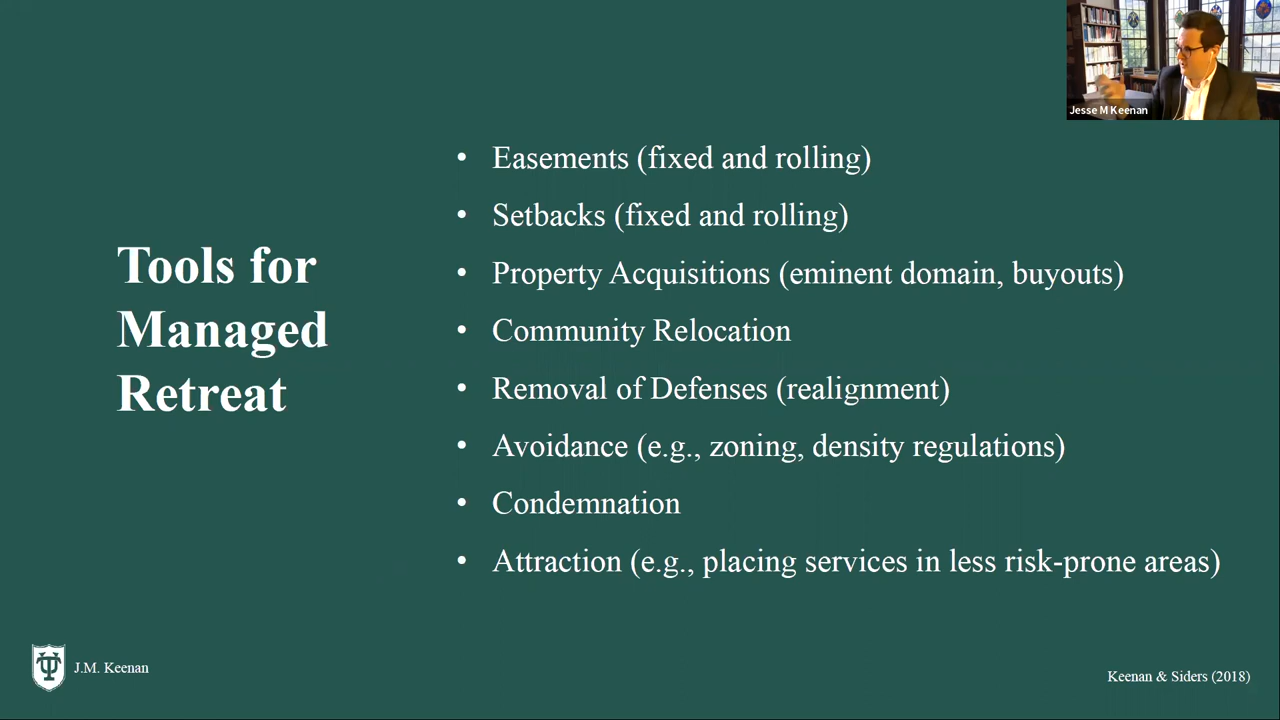 Jesse M Keenan
Tools for
Managed
Retreat
• Easements (fixed and rolling)
• Setbacks (fixed and rolling)
• Property Acquisitions (eminent domain, buyouts)
• Community Relocation
• Removal of Defenses (realignment)
• Avoidance (e.g., zoning, density regulations)
• Condemnation
• Attraction (e.g., placing services in less risk-prone areas)
J.M. Keenan
Keenan & Siders (2018)